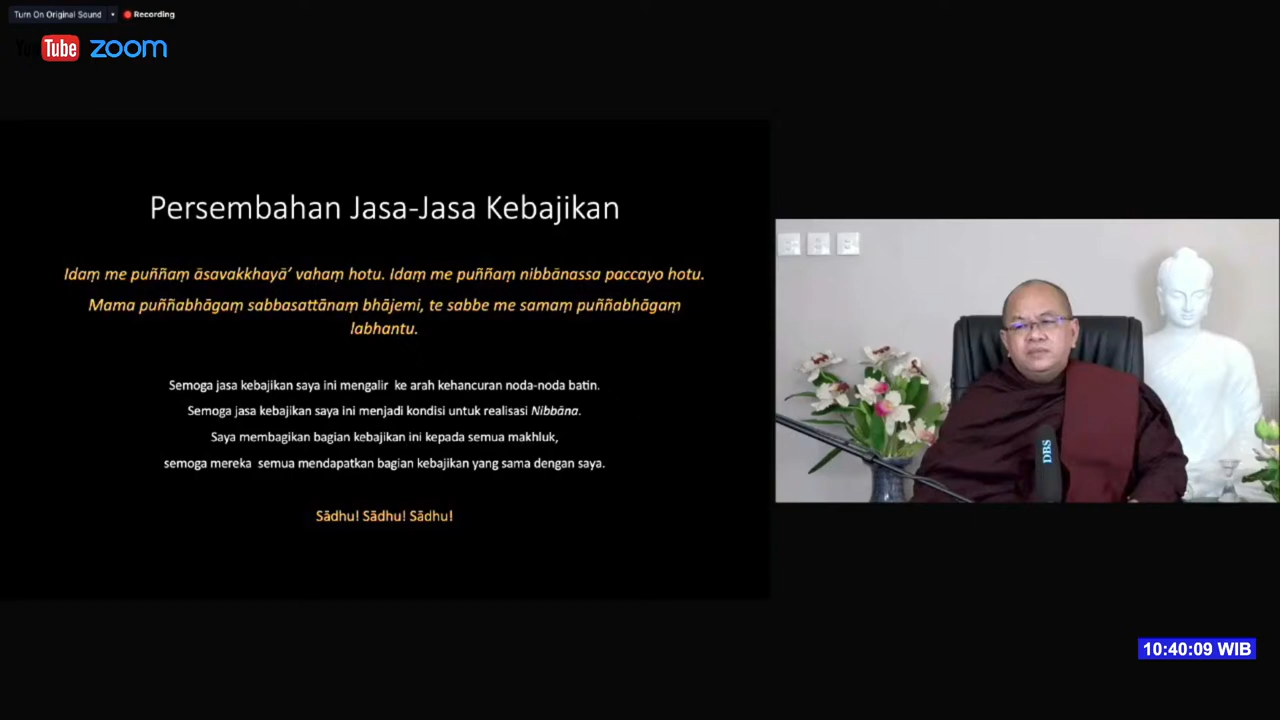 Turn On Original Sound
Recording
YouTube zoom
Persembahan Jasa-Jasa Kebajikan
Idaṃ me puññaṃ āsavakkhayā’ vahaṃ hotu. Idaṃ me puññaṃ nibbānassa paccayo hotu.
Mama puññabhāgaṃ sabbasattānaṃ bhājemi, te sabbe me samaṃ puññabhāgaṃ
labhantu.
Semoga jasa kebajikan saya ini mengalir ke arah kehancuran noda-noda batin.
Semoga jasa kebajikan saya ini menjadi kondisi untuk realisasi Nibbāna.
Saya membagikan bagian kebajikan ini kepada semua makhluk,
semoga mereka semua mendapatkan bagian kebajikan yang sama dengan saya.
Sādhu! Sādhu! Sādhu!
DBS
10:40:09 WIB